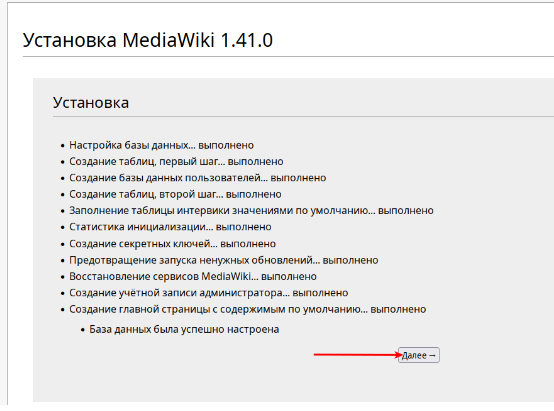 Установка MediaWiki 1.41.0
Установка
Настройка базы данных... выполнено
Создание таблиц, первый шаг... выполнено
Создание базы данных пользователей... выполнено
Создание таблиц, второй шаг... выполнено
Заполнение таблицы интервики значениями по умолчанию... выполнено
Статистика инициализации... выполнено
Создание секретных ключей... выполнено
Предотвращение запуска ненужных обновлений... выполнено
Восстановление сервисов MediaWiki... выполнено
Создание учётной записи администратора... выполнено
Создание главной страницы с содержимым по умолчанию... выполнено
База данных была успешно настроена
Далее →